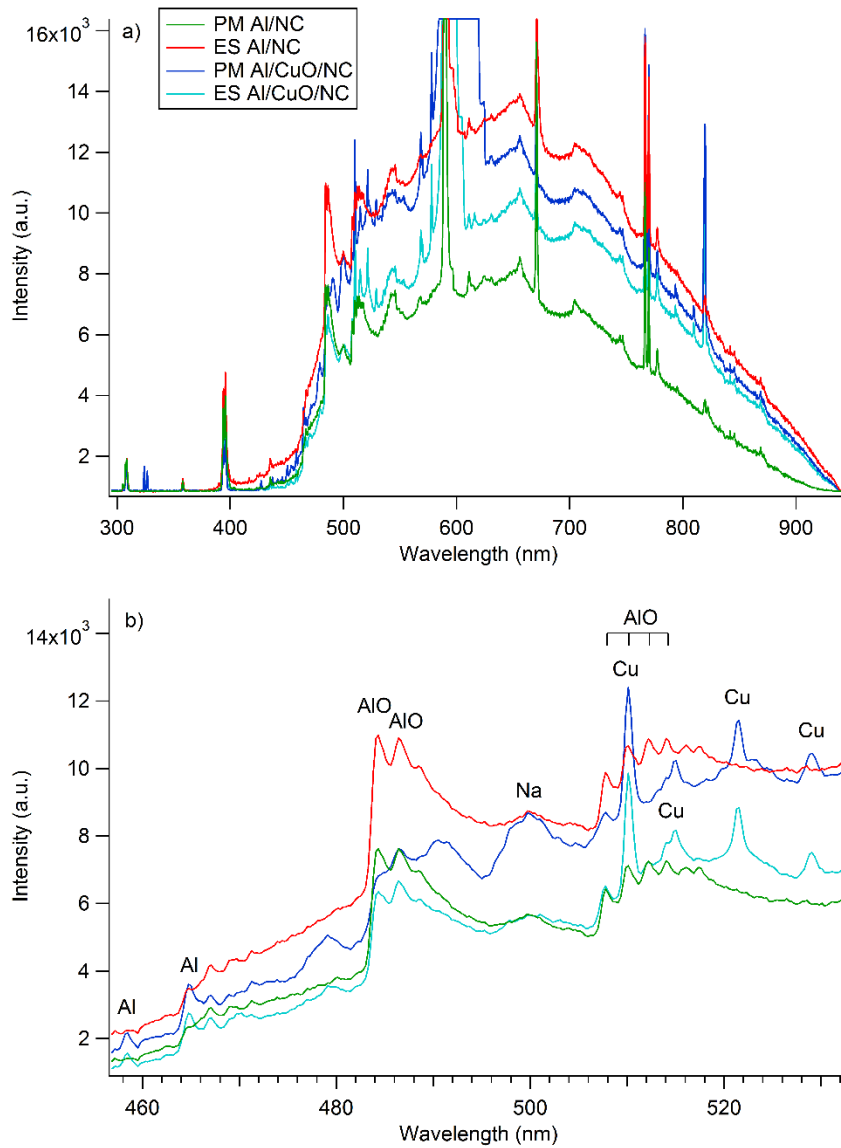 16x10³
a)
PM Al/NC
ES Al/NC
PM Al/CuO/NC
ES Al/CuO/NC
14
12
10
8
6
4
2
Intensity (a.u.)
300 400 500 600 700 800 900
Wavelength (nm)
b)
14x10³
12
10
8
6
4
2
Intensity (a.u.)
AlO
Cu
AlO
AlO
Cu
Cu
Na
Cu
Al
Al
460 480 500 520
Wavelength (nm)